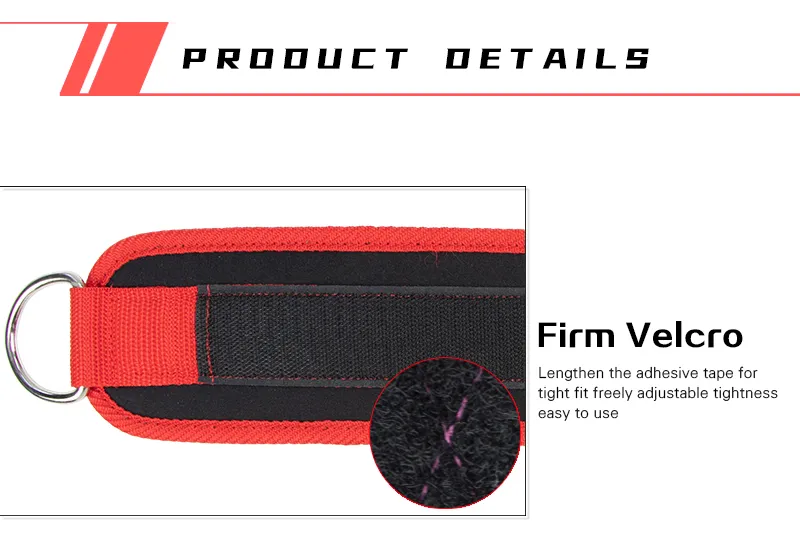 PRODUCT DETAILS
Firm Velcro
Lengthen the adhesive tape for
tight fit freely adjustable tightness
easy to use